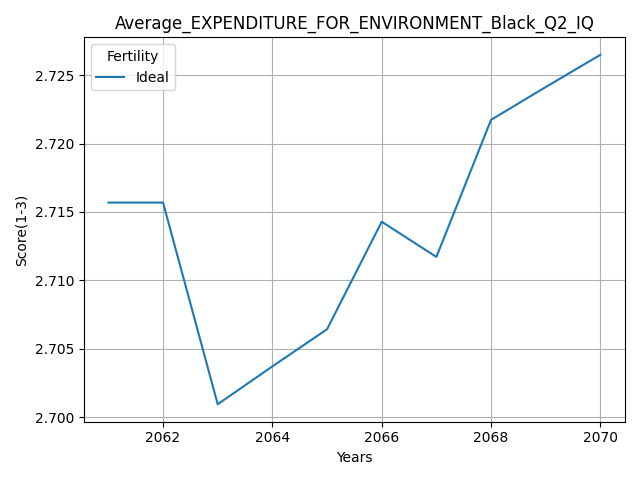 Average_EXPENDITURE_FOR_ENVIRONMENT_Black_Q2_IQ
Fertility
Ideal
2.725
2.720
2.715
2.710
2.705
2.700
Score(1-3)
2062 2064 2066 2068 2070
Years